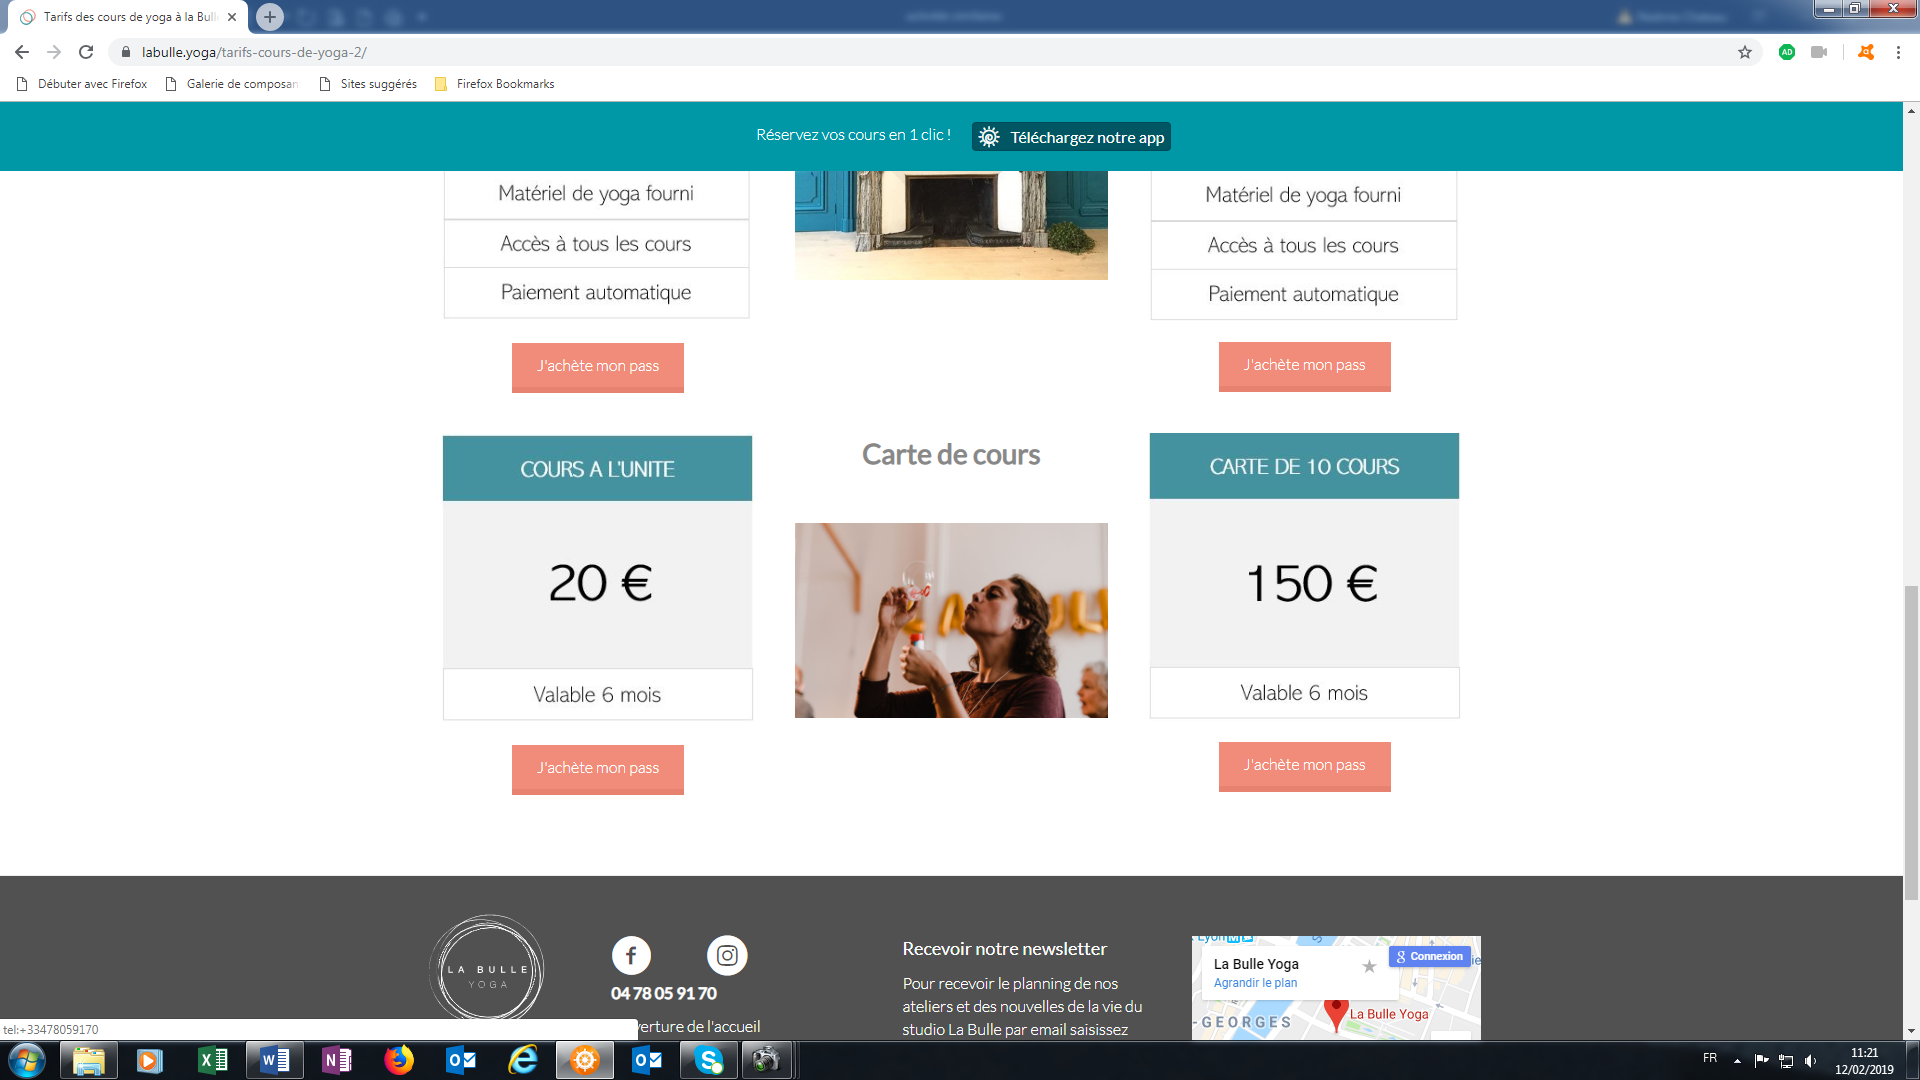 Tarifs des cours de yoga à la Bull
labulle.yoga/tarifs-cours-de-yoga-2/
Débuter avec Firefox
Galerie de composan
Sites suggérés
Firefox Bookmarks
Réservez vos cours en 1 clic !
Téléchargez notre app
Matériel de yoga fourni
Accès à tous les cours
Paiement automatique
J'achète mon pass
Matériel de yoga fourni
Accès à tous les cours
Paiement automatique
J'achète mon pass
COURS A L'UNITE
20 €
Valable 6 mois
J'achète mon pass
Carte de cours
CARTE DE 10 COURS
150 €
Valable 6 mois
J'achète mon pass
LA BULLE
YOGA
04 78 05 91 70
verture de l'accueil
Recevoir notre newsletter
Pour recevoir le planning de nos
ateliers et des nouvelles de la vie du
studio La Bulle par email saisissez
La Bulle Yoga
Agrandir le plan
Connexion
La Bulle Yoga
-GEORGES
tel:+33478059170
FR
11:21
12/02/2019